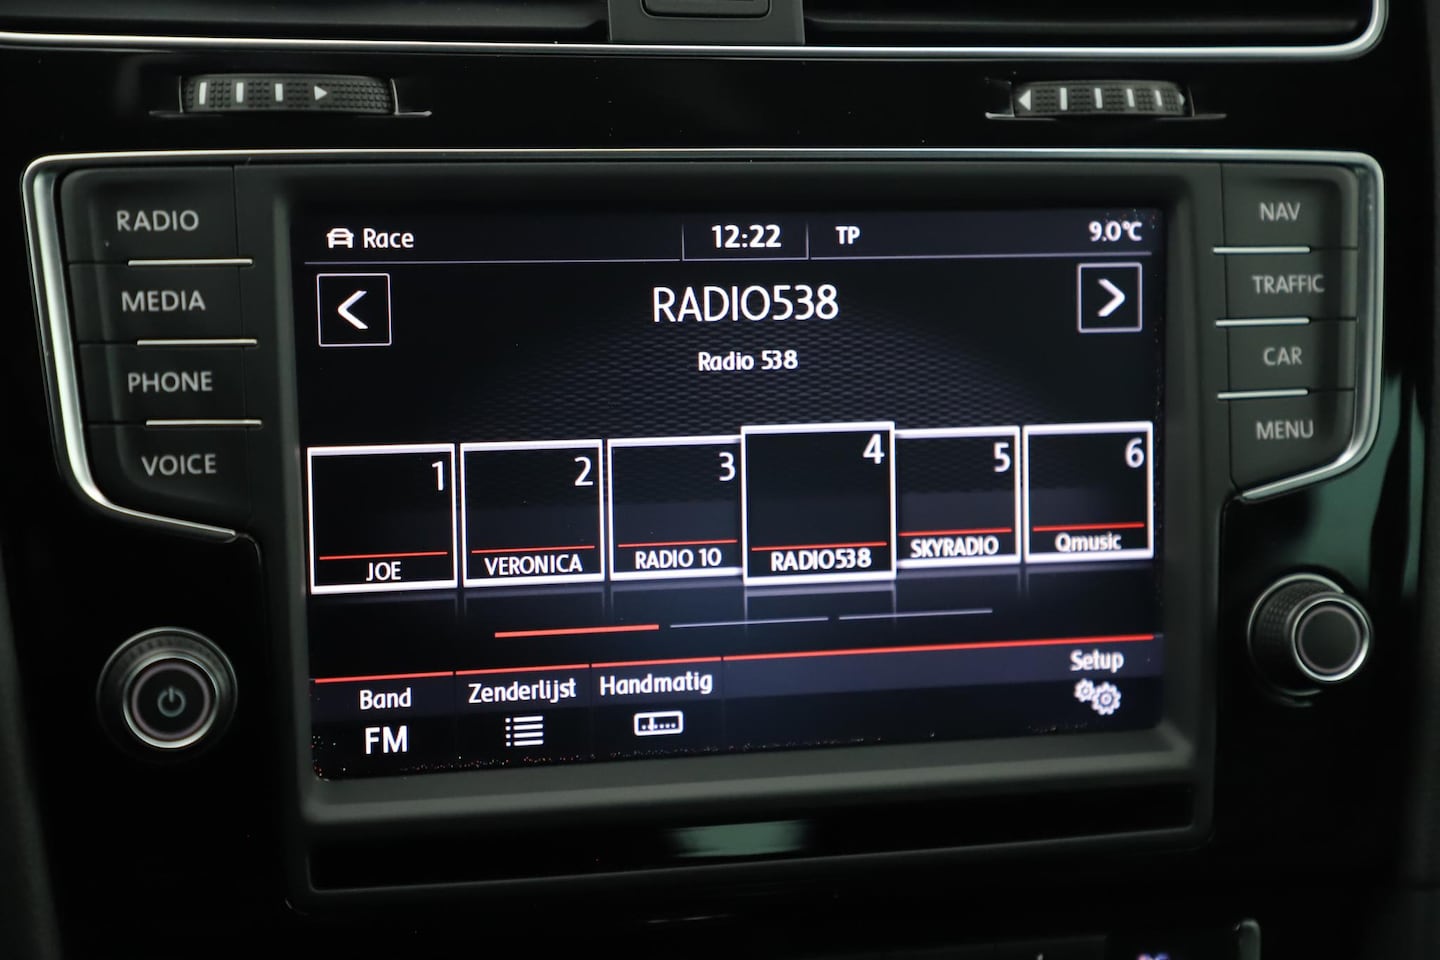 RADIO
MEDIA
PHONE
VOICE
Race
12:22
TP
9.0°C
RADIO538
Radio 538
1
2
3
4
5
6
JOE
VERONICA
RADIO 10
RADIO538
SKYRADIO
Qmusic
Band
Zenderlijst
Handmatig
Setup
FM
NAV
TRAFFIC
CAR
MENU